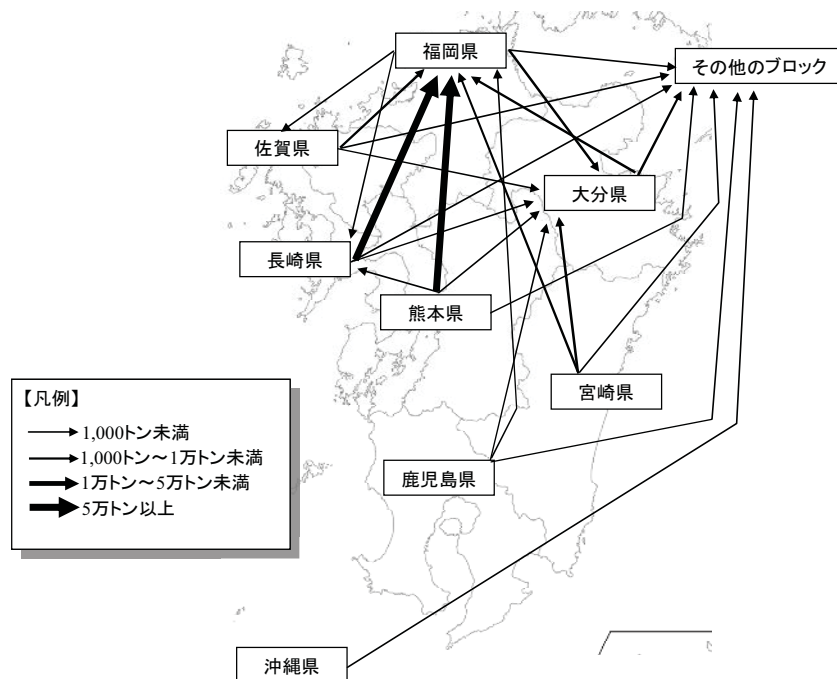 福岡県
その他のブロック
佐賀県
大分県
長崎県
熊本県
宮崎県
鹿児島県
沖縄県
【凡例】
1,000トン未満
1,000トン~1万トン未満
1万トン~5万トン未満
5万トン以上